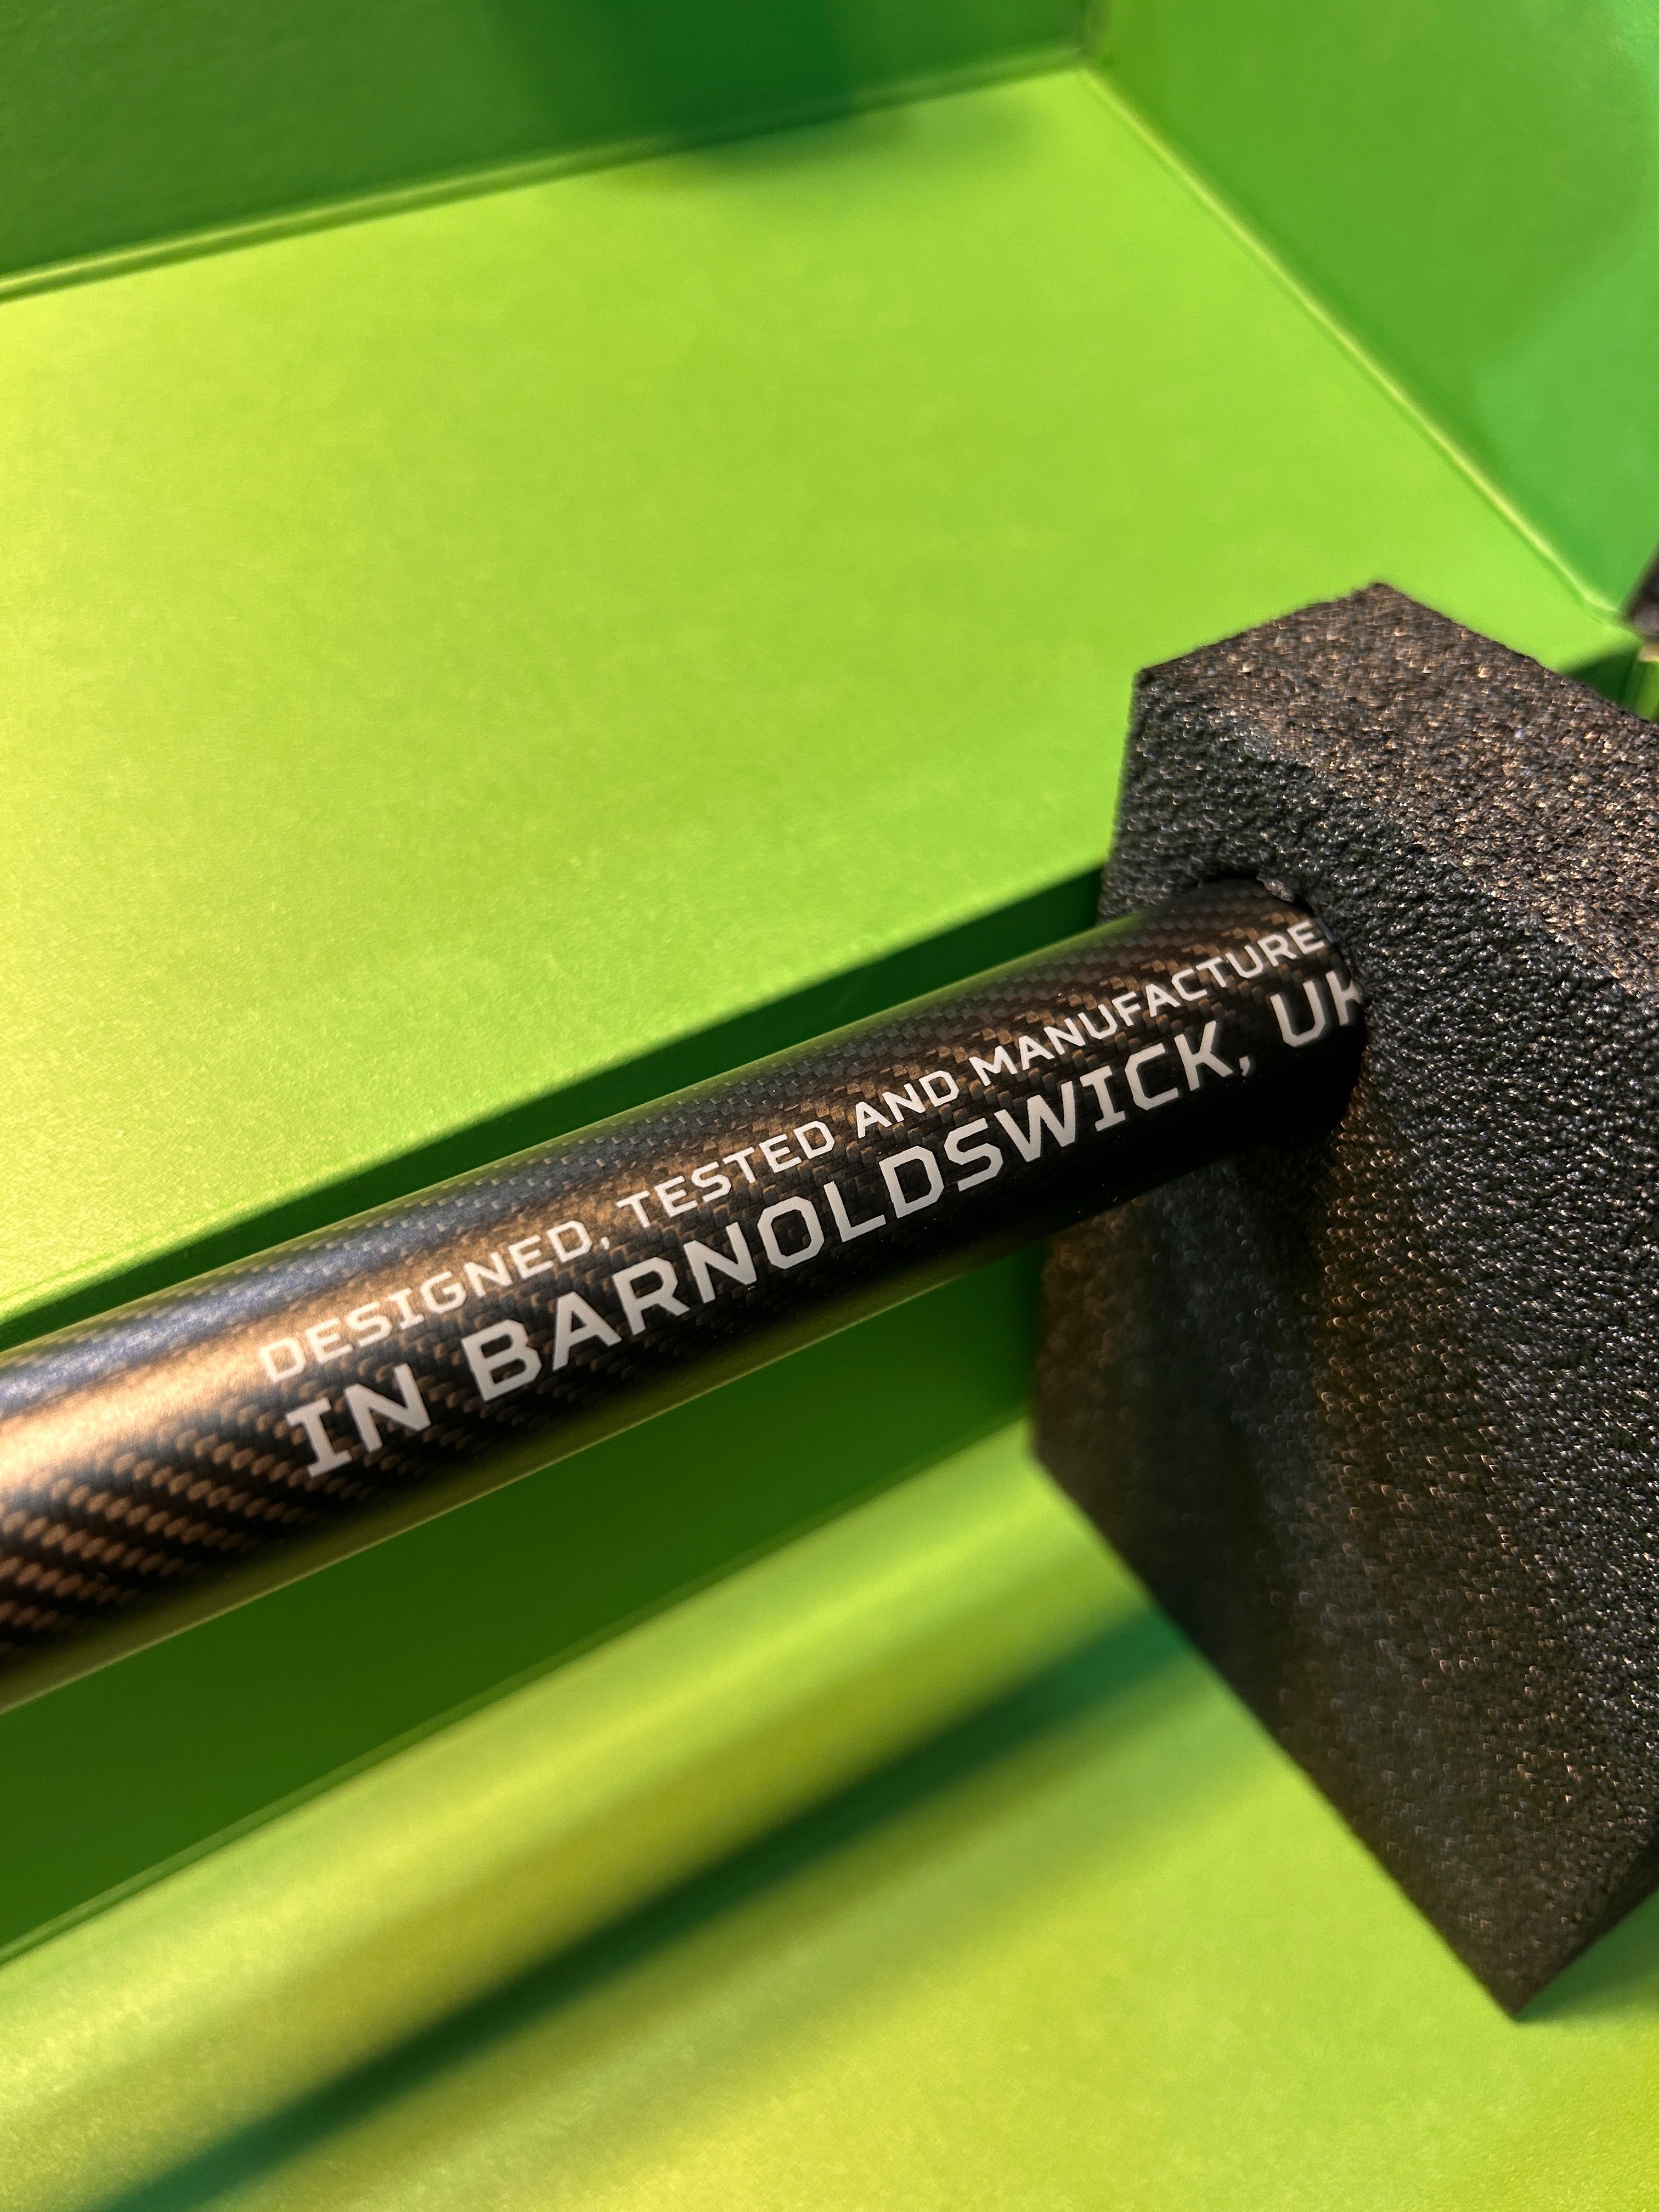 DESIGNED, TESTED AND MANUFACTURE
IN BARNOLDSWICK, UK